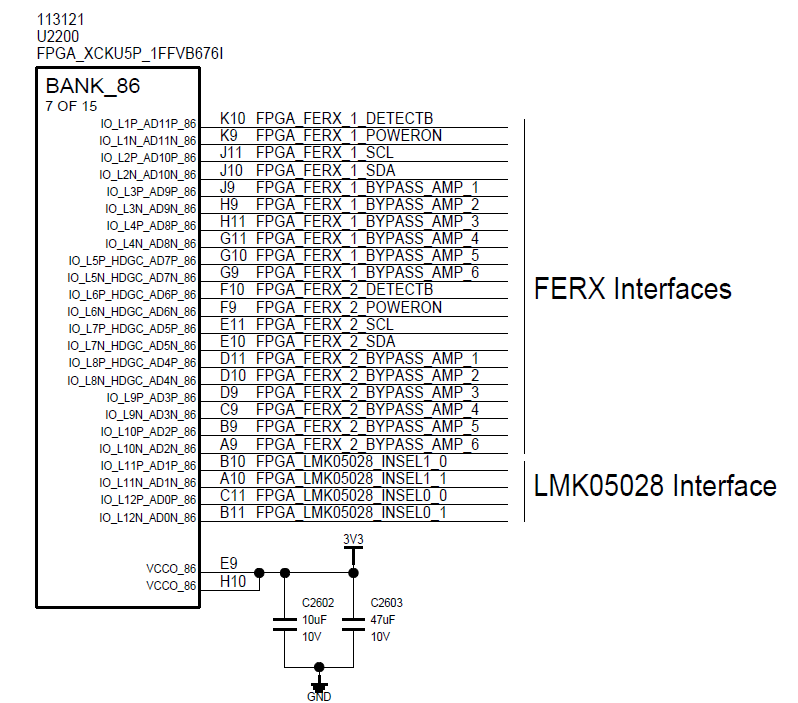 113121
U2200
FPGA_XCKU5P_1FFVB676I
BANK_86
7 OF 15
IO_L1P_AD11P_86 K10 FPGA_FERX_1_DETECTB
IO_L1N_AD11N_86 K9 FPGA_FERX_1_POWERON
IO_L2P_AD10P_86 J11 FPGA_FERX_1_SCL
IO_L2N_AD10N_86 J10 FPGA_FERX_1_SDA
IO_L3P_AD9P_86 J9 FPGA_FERX_1_BYPASS_AMP_1
IO_L3N_AD9N_86 H9 FPGA_FERX_1_BYPASS_AMP_2
IO_L4P_AD8P_86 H11 FPGA_FERX_1_BYPASS_AMP_3
IO_L4N_AD8N_86 G11 FPGA_FERX_1_BYPASS_AMP_4
IO_L5P_HDGC_AD7P_86 G10 FPGA_FERX_1_BYPASS_AMP_5
IO_L5N_HDGC_AD7N_86 G9 FPGA_FERX_1_BYPASS_AMP_6
IO_L6P_HDGC_AD6P_86 F10 FPGA_FERX_2_DETECTB
IO_L6N_HDGC_AD6N_86 F9 FPGA_FERX_2_POWERON
IO_L7P_HDGC_AD5P_86 E11 FPGA_FERX_2_SCL
IO_L7N_HDGC_AD5N_86 E10 FPGA_FERX_2_SDA
IO_L8P_HDGC_AD4P_86 D11 FPGA_FERX_2_BYPASS_AMP_1
IO_L8N_HDGC_AD4N_86 D10 FPGA_FERX_2_BYPASS_AMP_2
IO_L9P_AD3P_86 D9 FPGA_FERX_2_BYPASS_AMP_3
IO_L9N_AD3N_86 C9 FPGA_FERX_2_BYPASS_AMP_4
IO_L10P_AD2P_86 B9 FPGA_FERX_2_BYPASS_AMP_5
IO_L10N_AD2N_86 A9 FPGA_FERX_2_BYPASS_AMP_6
IO_L11P_AD1P_86 B10 FPGA_LMK05028_INSEL1_0
IO_L11N_AD1N_86 A10 FPGA_LMK05028_INSEL1_1
IO_L12P_AD0P_86 C11 FPGA_LMK05028_INSEL0_0
IO_L12N_AD0N_86 B11 FPGA_LMK05028_INSEL0_1
FERX Interfaces
LMK05028 Interface
VCCO_86 E9
VCCO_86 H10
3V3
C2602
10uF
10V
C2603
47uF
10V
GND